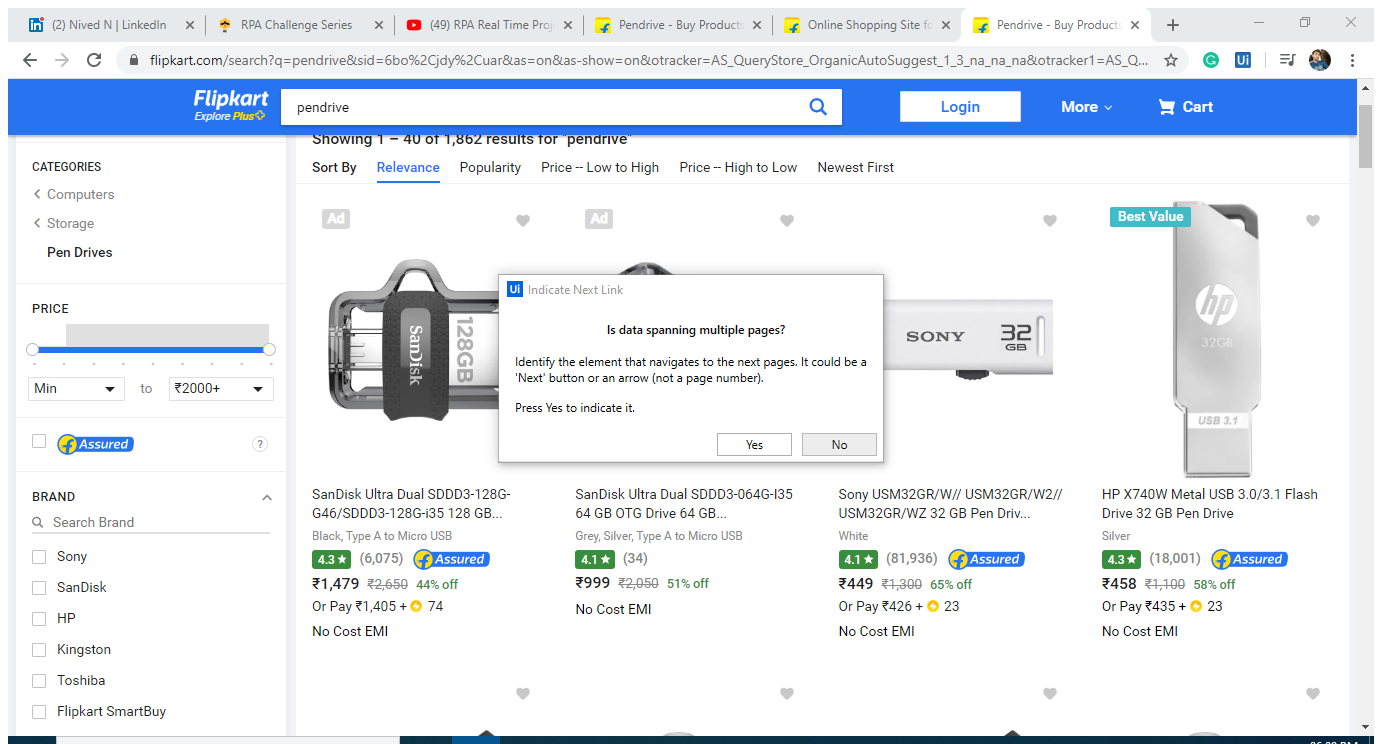 (2) Nived N | LinkedIn
RPA Challenge Series
(49) RPA Real Time Proj
Pendrive - Buy Products
Online Shopping Site fo
Pendrive - Buy Products
flipkart.com/search?q=pendrive&sid=6bo%2Cjdy%2Cuar&as=on&as-show=on&otracker=AS_QueryStore_OrganicAutoSuggest_1_3_na_na_na&otracker1=AS_Q...
Flipkart
Explore Plus
pendrive
Login
More
Cart
Showing 1 – 40 of 1,862 results for "pendrive"
Sort By Relevance Popularity Price -- Low to High Price -- High to Low Newest First
CATEGORIES
Computers
Storage
Pen Drives
PRICE
Min to ₹2000+
Assured ?
BRAND
Search Brand
Sony
SanDisk
HP
Kingston
Toshiba
Flipkart SmartBuy
Ad
Ad
Best Value
SanDisk
128GB
SONY
32
GB
hp
32GB
USB 3.1
Ui Indicate Next Link
Is data spanning multiple pages?
Identify the element that navigates to the next pages. It could be a
'Next' button or an arrow (not a page number).
Press Yes to indicate it.
Yes No
SanDisk Ultra Dual SDDD3-128G-
G46/SDDD3-128G-i35 128 GB...
Black, Type A to Micro USB
4.3★ (6,075) Assured
₹1,479 ₹2,650 44% off
Or Pay ₹1,405 + 74
No Cost EMI
SanDisk Ultra Dual SDDD3-064G-I35
64 GB OTG Drive 64 GB...
Grey, Silver, Type A to Micro USB
4.1★ (34)
₹999 ₹2,050 51% off
No Cost EMI
Sony USM32GR/W// USM32GR/W2//
USM32GR/WZ 32 GB Pen Driv...
White
4.1★ (81,936) Assured
₹449 ₹1,300 65% off
Or Pay ₹426 + 23
No Cost EMI
HP X740W Metal USB 3.0/3.1 Flash
Drive 32 GB Pen Drive
Silver
4.3★ (18,001) Assured
₹458 ₹1,100 58% off
Or Pay ₹435 + 23
No Cost EMI